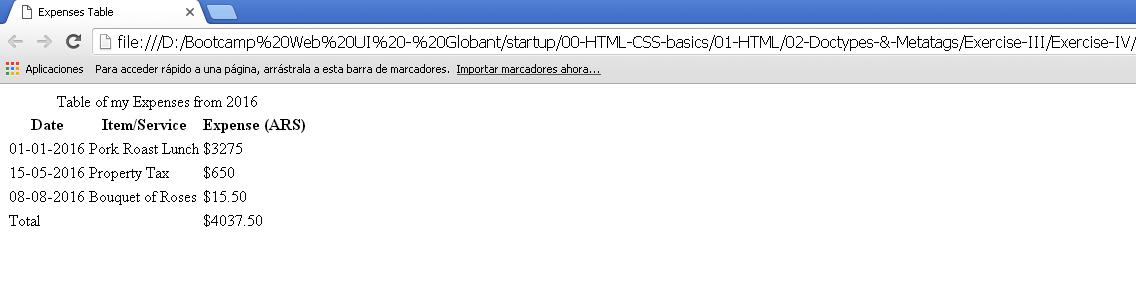 Expenses Table
file:///D:/Bootcamp%20Web%20UI%20-%20Globant/startup/00-HTML-CSS-basics/01-HTML/02-Doctypes-&-Metatags/Exercise-III/Exercise-IV/
Aplicaciones Para acceder rápido a una página, arrástrala a esta barra de marcadores. Importar marcadores ahora...
Table of my Expenses from 2016
Date Item/Service Expense (ARS)
01-01-2016 Pork Roast Lunch $3275
15-05-2016 Property Tax $650
08-08-2016 Bouquet of Roses $15.50
Total $4037.50